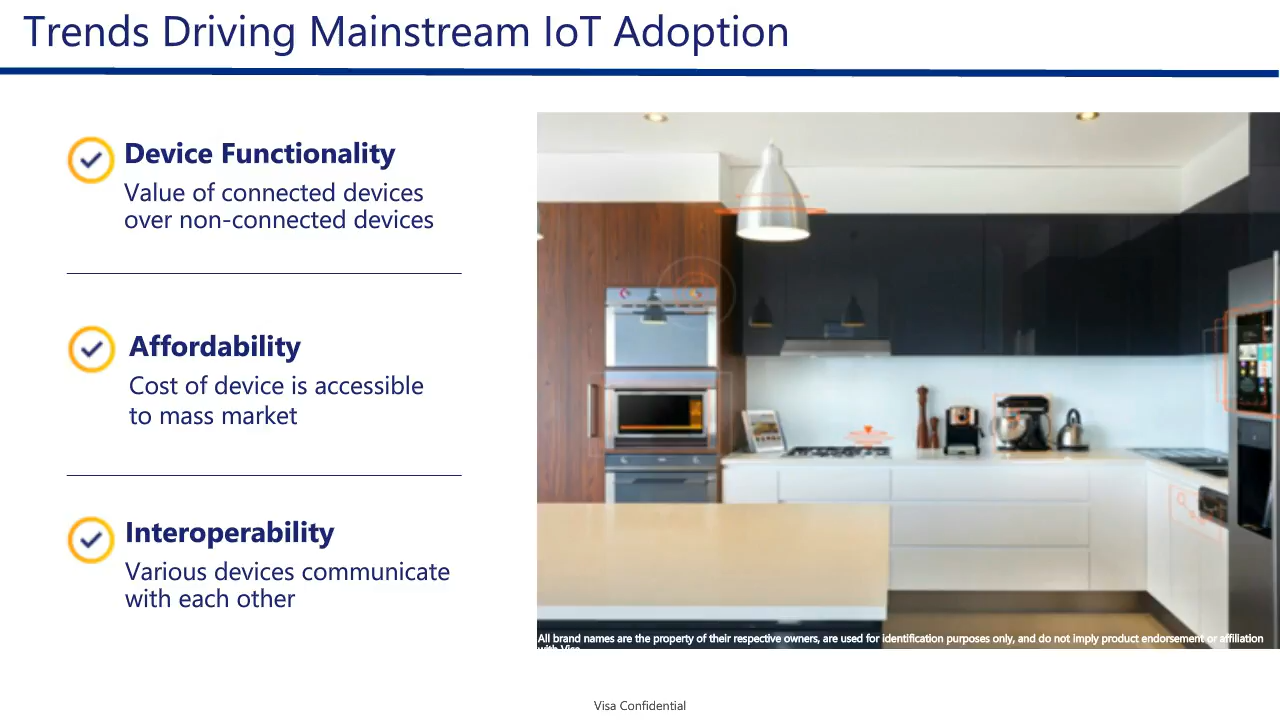 Trends Driving Mainstream IoT Adoption
Device Functionality
Value of connected devices
over non-connected devices
Affordability
Cost of device is accessible
to mass market
Interoperability
Various devices communicate
with each other
All brand names are the property of their respective owners, are used for identification purposes only, and do not imply product endorsement or affiliation
with Visa
Visa Confidential